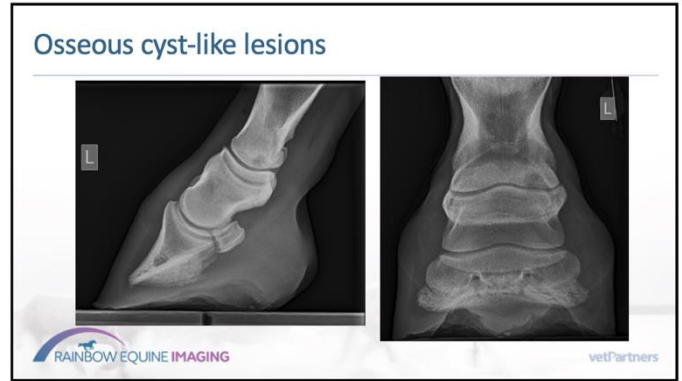 Osseous cyst-like lesions
L
L
RAINBOW EQUINE IMAGING
vetPartners